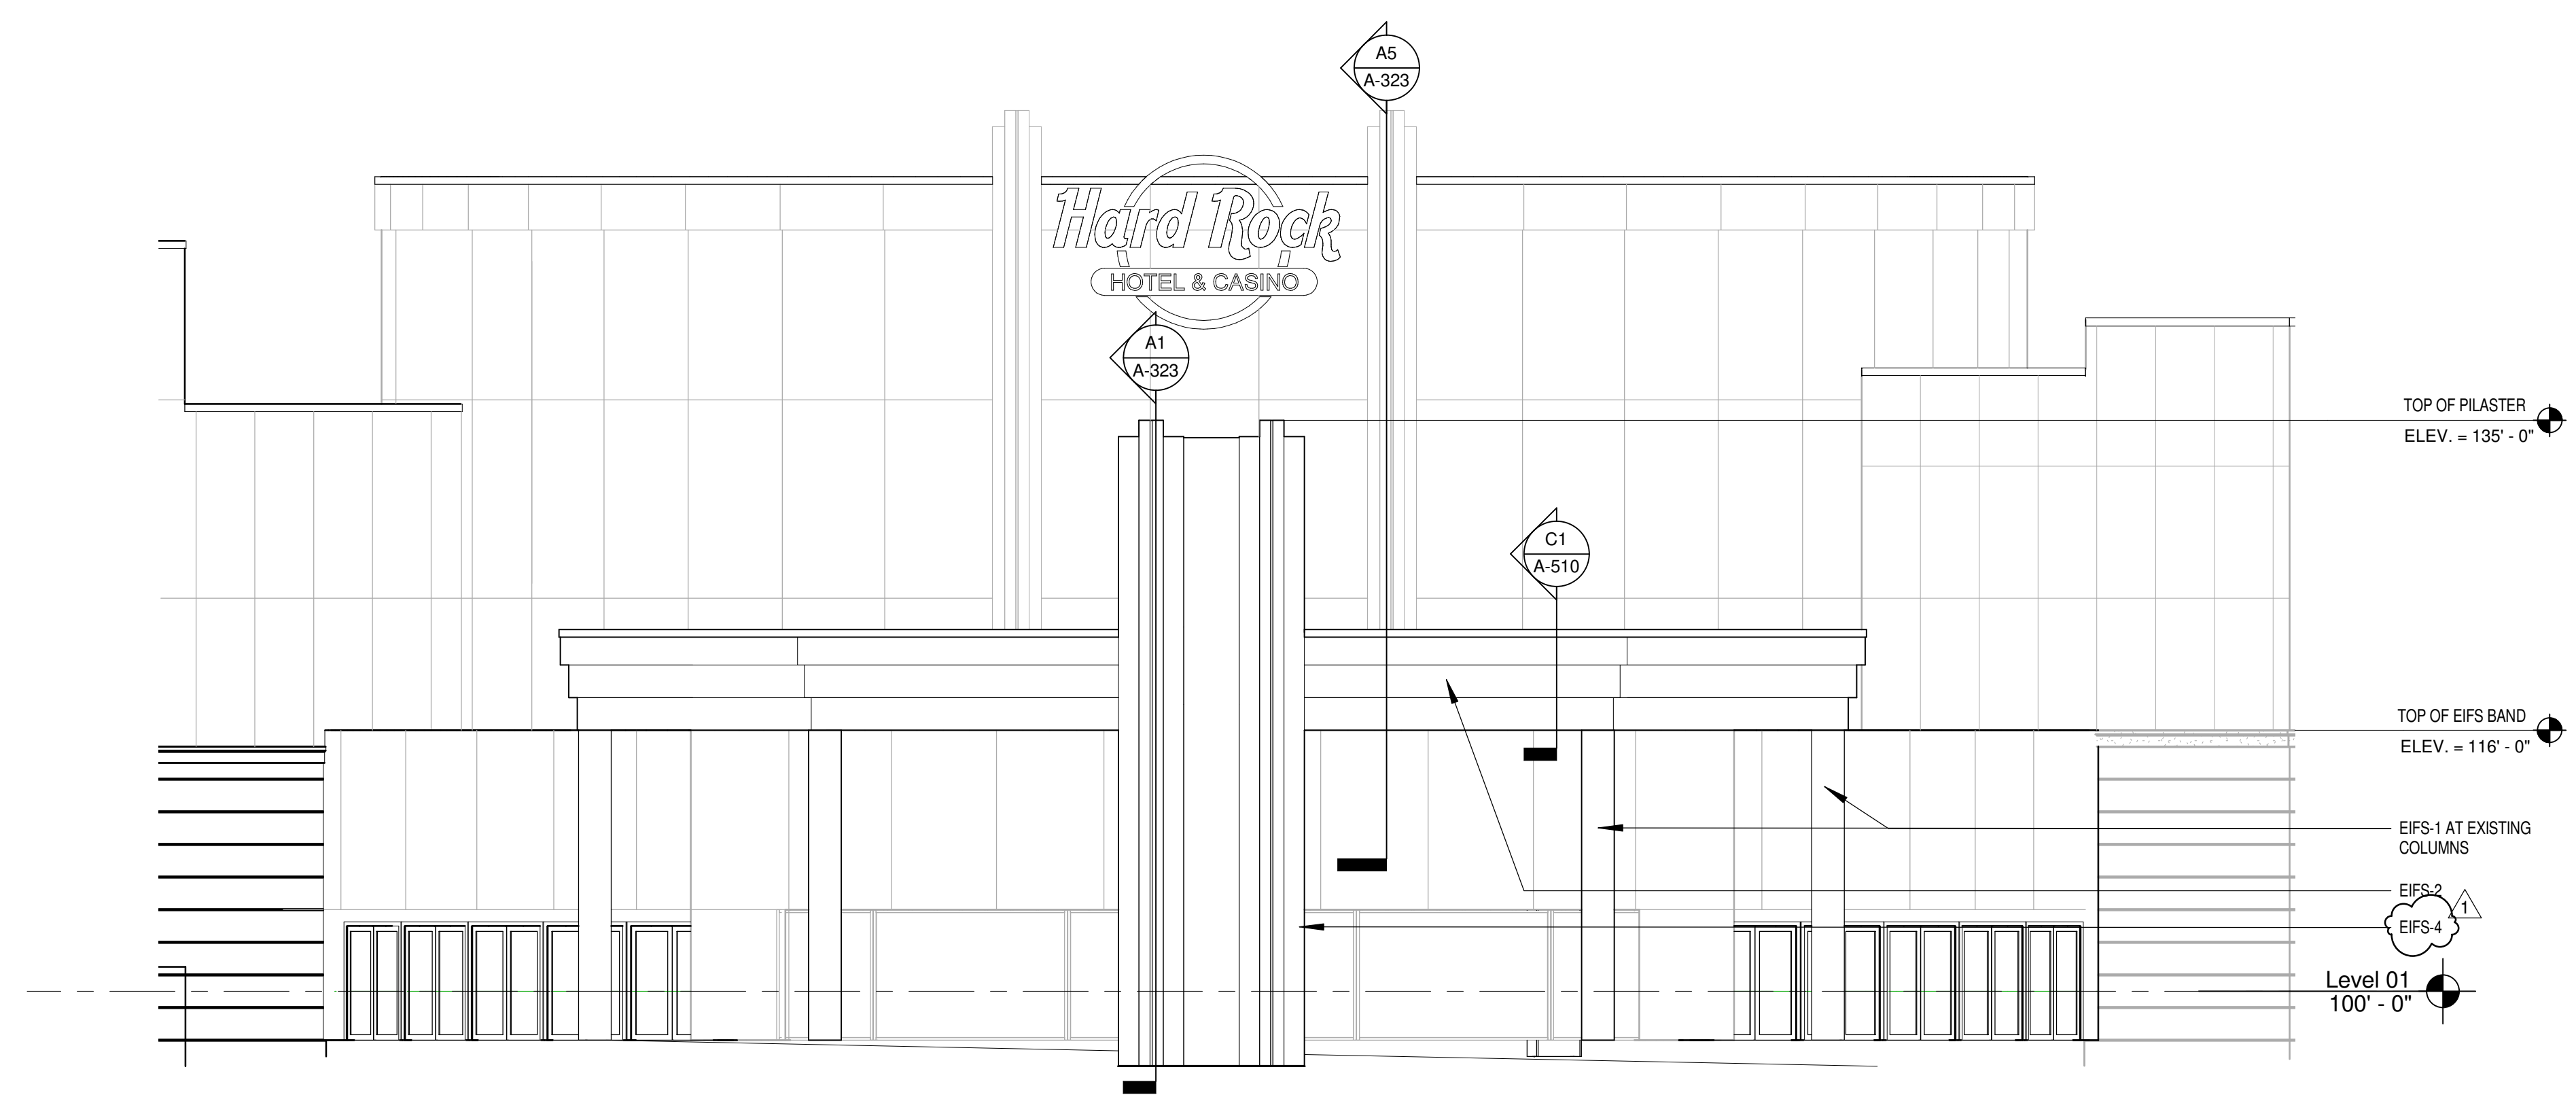 A5
A-323
Hard Rock
HOTEL & CASINO
A1
A-323
TOP OF PILASTER
ELEV. = 135' - 0"
C1
A-510
TOP OF EIFS BAND
ELEV. = 116' - 0"
EIFS-1 AT EXISTING
COLUMNS
EIFS-2
1
EIFS-4
Level 01
100' - 0"